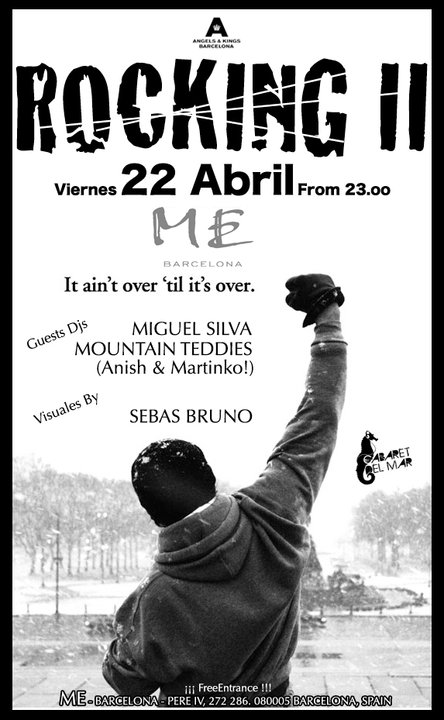 A
ANGELS & KINGS
BARCELONA
ROCKING II
Viernes 22 Abril From 23.oo
ME
BARCELONA
It ain't over 'til it's over.
Guests Djs
MIGUEL SILVA
MOUNTAIN TEDDIES
(Anish & Martinko!)
Visuales By
SEBAS BRUNO
CABARET
DEL MAR
¡¡¡ FreeEntrance !!!
ME - BARCELONA - PERE IV, 272 286. 080005 BARCELONA, SPAIN